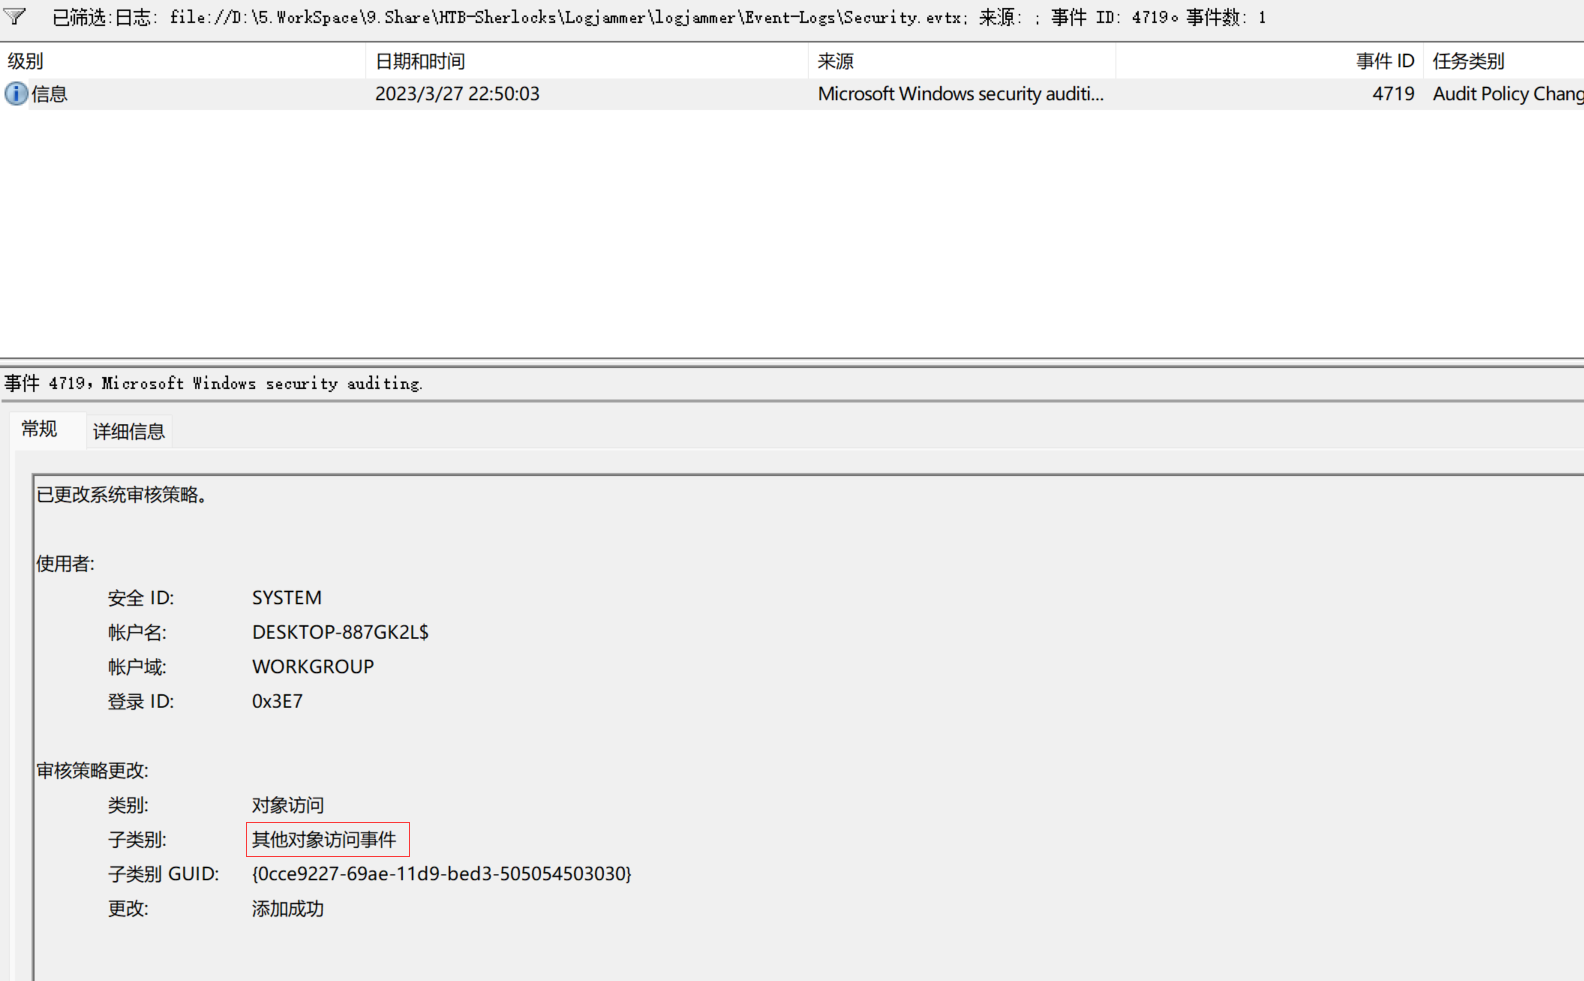 已筛选:日志: file://D:\5.WorkSpace\9.Share\HTB-Sherlocks\Logjammer\logjammer\Event-Logs\Security.evtx; 来源: ; 事件 ID: 4719。事件数: 1
级别 日期和时间 来源 事件 ID 任务类别
信息 2023/3/27 22:50:03 Microsoft Windows security auditi... 4719 Audit Policy Chang
事件 4719，Microsoft Windows security auditing.
常规 详细信息
已更改系统审核策略。
使用者:
安全 ID: SYSTEM
帐户名: DESKTOP-887GK2L$
帐户域: WORKGROUP
登录 ID: 0x3E7
审核策略更改:
类别: 对象访问
子类别: 其他对象访问事件
子类别 GUID: {0cce9227-69ae-11d9-bed3-505054503030}
更改: 添加成功